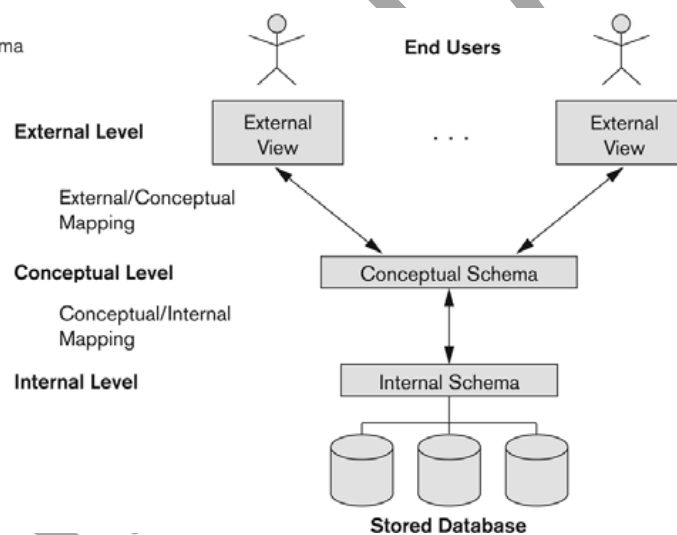 ma
End Users
External Level
External
View
. . .
External
View
External/Conceptual
Mapping
Conceptual Level
Conceptual Schema
Conceptual/Internal
Mapping
Internal Level
Internal Schema
Stored Database